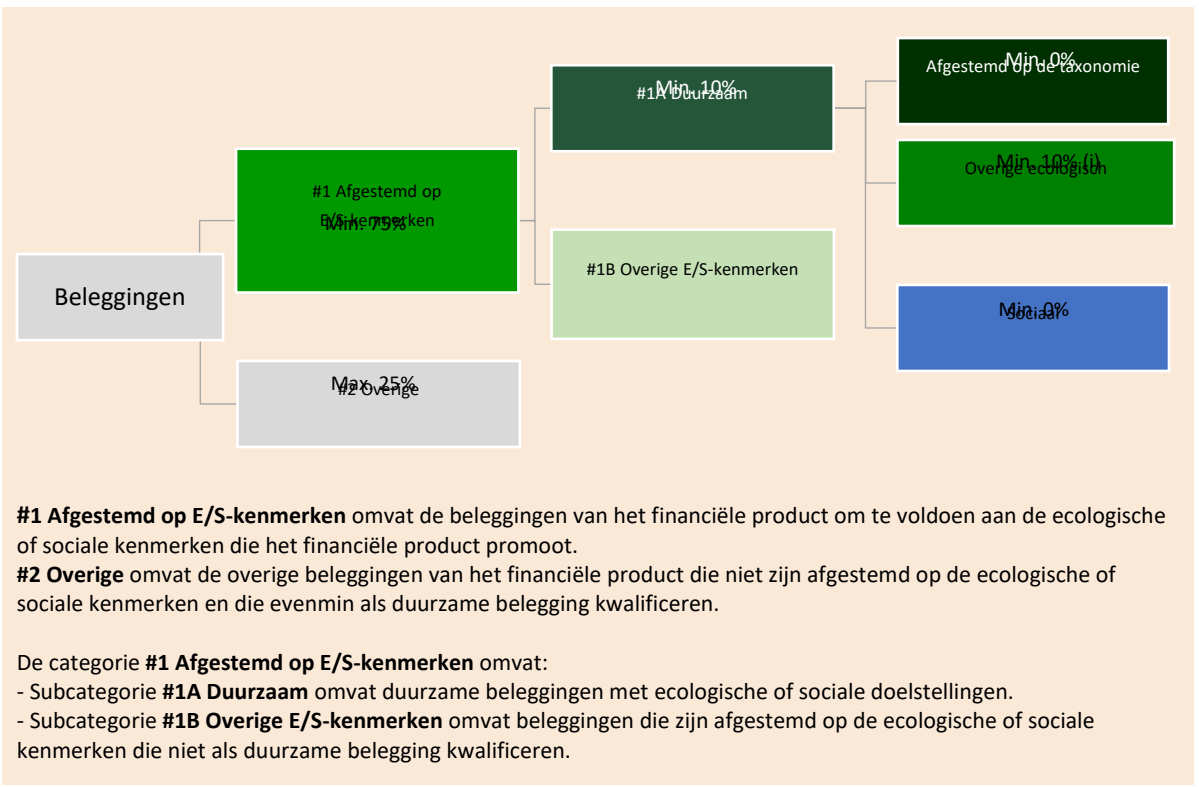 Beleggingen
#1 Afgestemd op
E/S-kenmerken
Min. 75%
Max. 25%
#2 Overige
Min. 10%
#1A Duurzaam
#1B Overige E/S-kenmerken
Min. 0%
Afgestemd op de taxonomie
Min. 10% (i)
Overige ecologisch
Min. 0%
Sociaal
#1 Afgestemd op E/S-kenmerken omvat de beleggingen van het financiële product om te voldoen aan de ecologische
of sociale kenmerken die het financiële product promoot.
#2 Overige omvat de overige beleggingen van het financiële product die niet zijn afgestemd op de ecologische of
sociale kenmerken en die evenmin als duurzame belegging kwalificeren.
De categorie #1 Afgestemd op E/S-kenmerken omvat:
- Subcategorie #1A Duurzaam omvat duurzame beleggingen met ecologische of sociale doelstellingen.
- Subcategorie #1B Overige E/S-kenmerken omvat beleggingen die zijn afgestemd op de ecologische of sociale
kenmerken die niet als duurzame belegging kwalificeren.